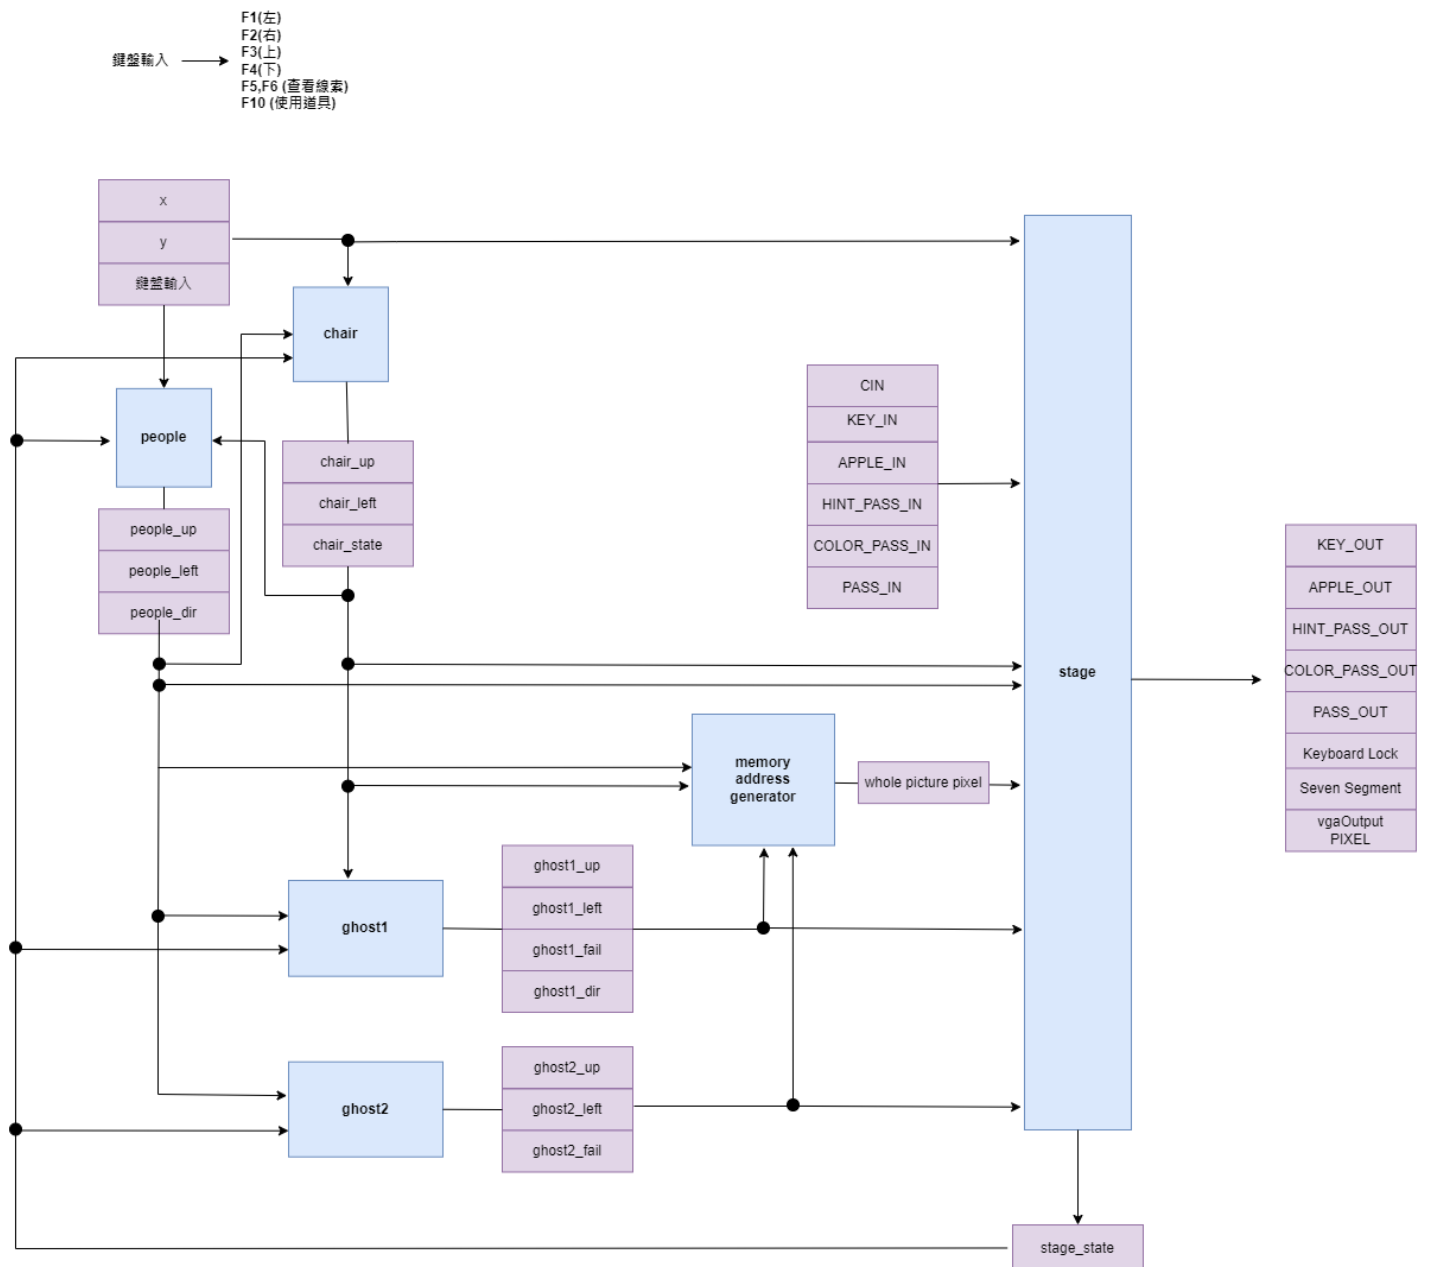 F1(左)
F2(右)
鍵盤輸入
F3(上)
F4(下)
F5,F6 (查看線索)
F10 (使用道具)
x
y
鍵盤輸入
chair
people
chair_up
chair_left
chair_state
people_up
people_left
people_dir
CIN
KEY_IN
APPLE_IN
HINT_PASS_IN
COLOR_PASS_IN
PASS_IN
stage
KEY_OUT
APPLE_OUT
HINT_PASS_OUT
COLOR_PASS_OUT
PASS_OUT
Keyboard Lock
Seven Segment
vgaOutput
PIXEL
memory
address
generator
whole picture pixel
ghost1
ghost1_up
ghost1_left
ghost1_fail
ghost1_dir
ghost2
ghost2_up
ghost2_left
ghost2_fail
stage_state